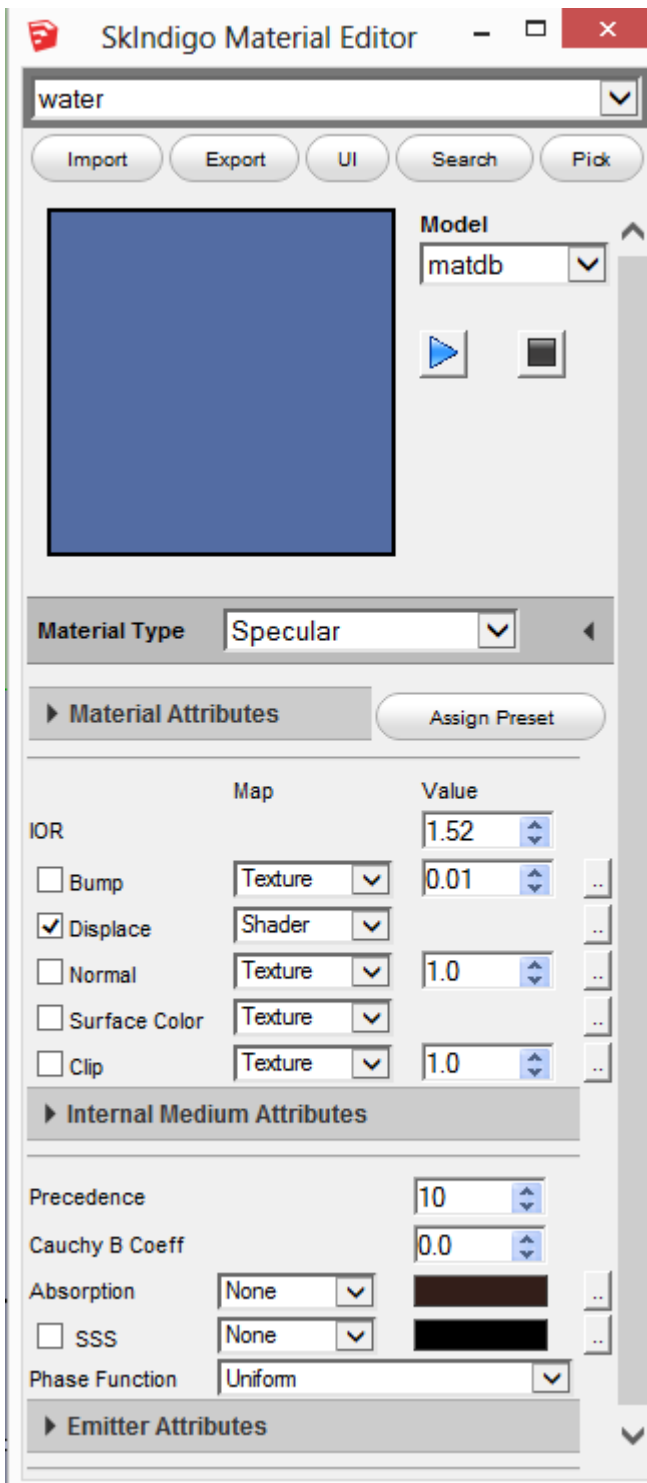 SkIndigo Material Editor
water
Import Export UI Search Pick
Model
matdb
Material Type Specular
Material Attributes Assign Preset
Map Value
IOR 1.52
Bump Texture 0.01 ..
Displace Shader ..
Normal Texture 1.0 ..
Surface Color Texture ..
Clip Texture 1.0 ..
Internal Medium Attributes
Precedence 10
Cauchy B Coeff 0.0
Absorption None ..
SSS None ..
Phase Function Uniform
Emitter Attributes